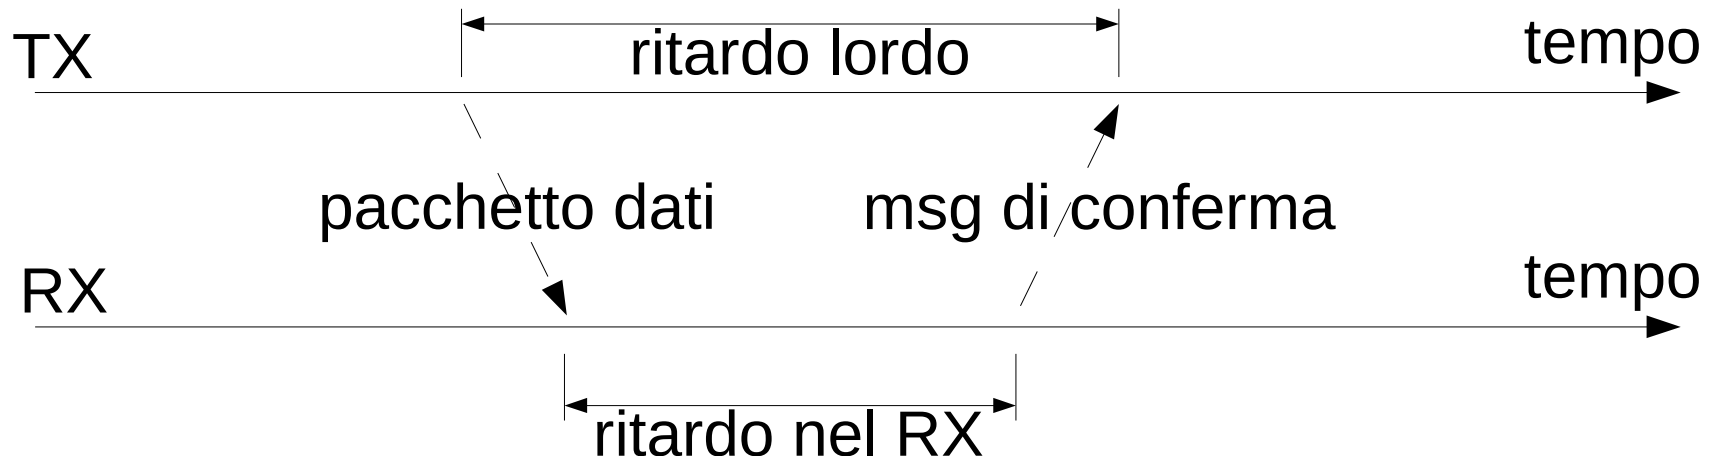 TX
ritardo lordo
tempo
pacchetto dati
msg di conferma
RX
tempo
ritardo nel RX